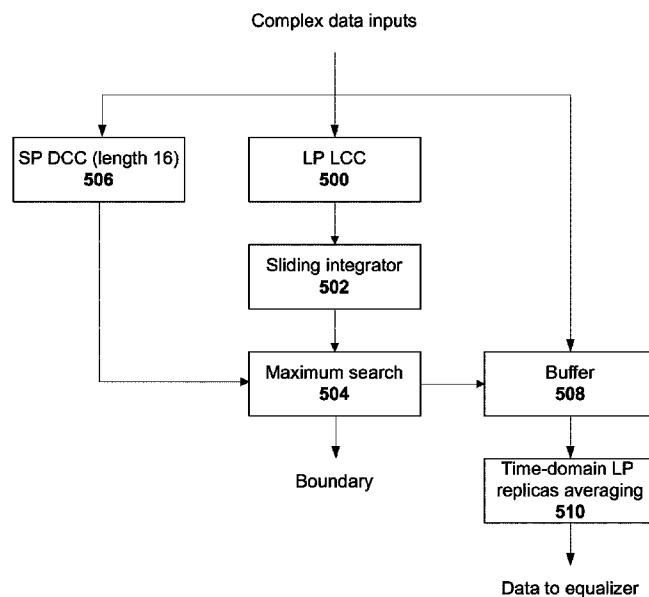 Complex data inputs
SP DCC (length 16)
506
LP LCC
500
Sliding integrator
502
Maximum search
504
Buffer
508
Boundary
Time-domain LP
replicas averaging
510
Data to equalizer